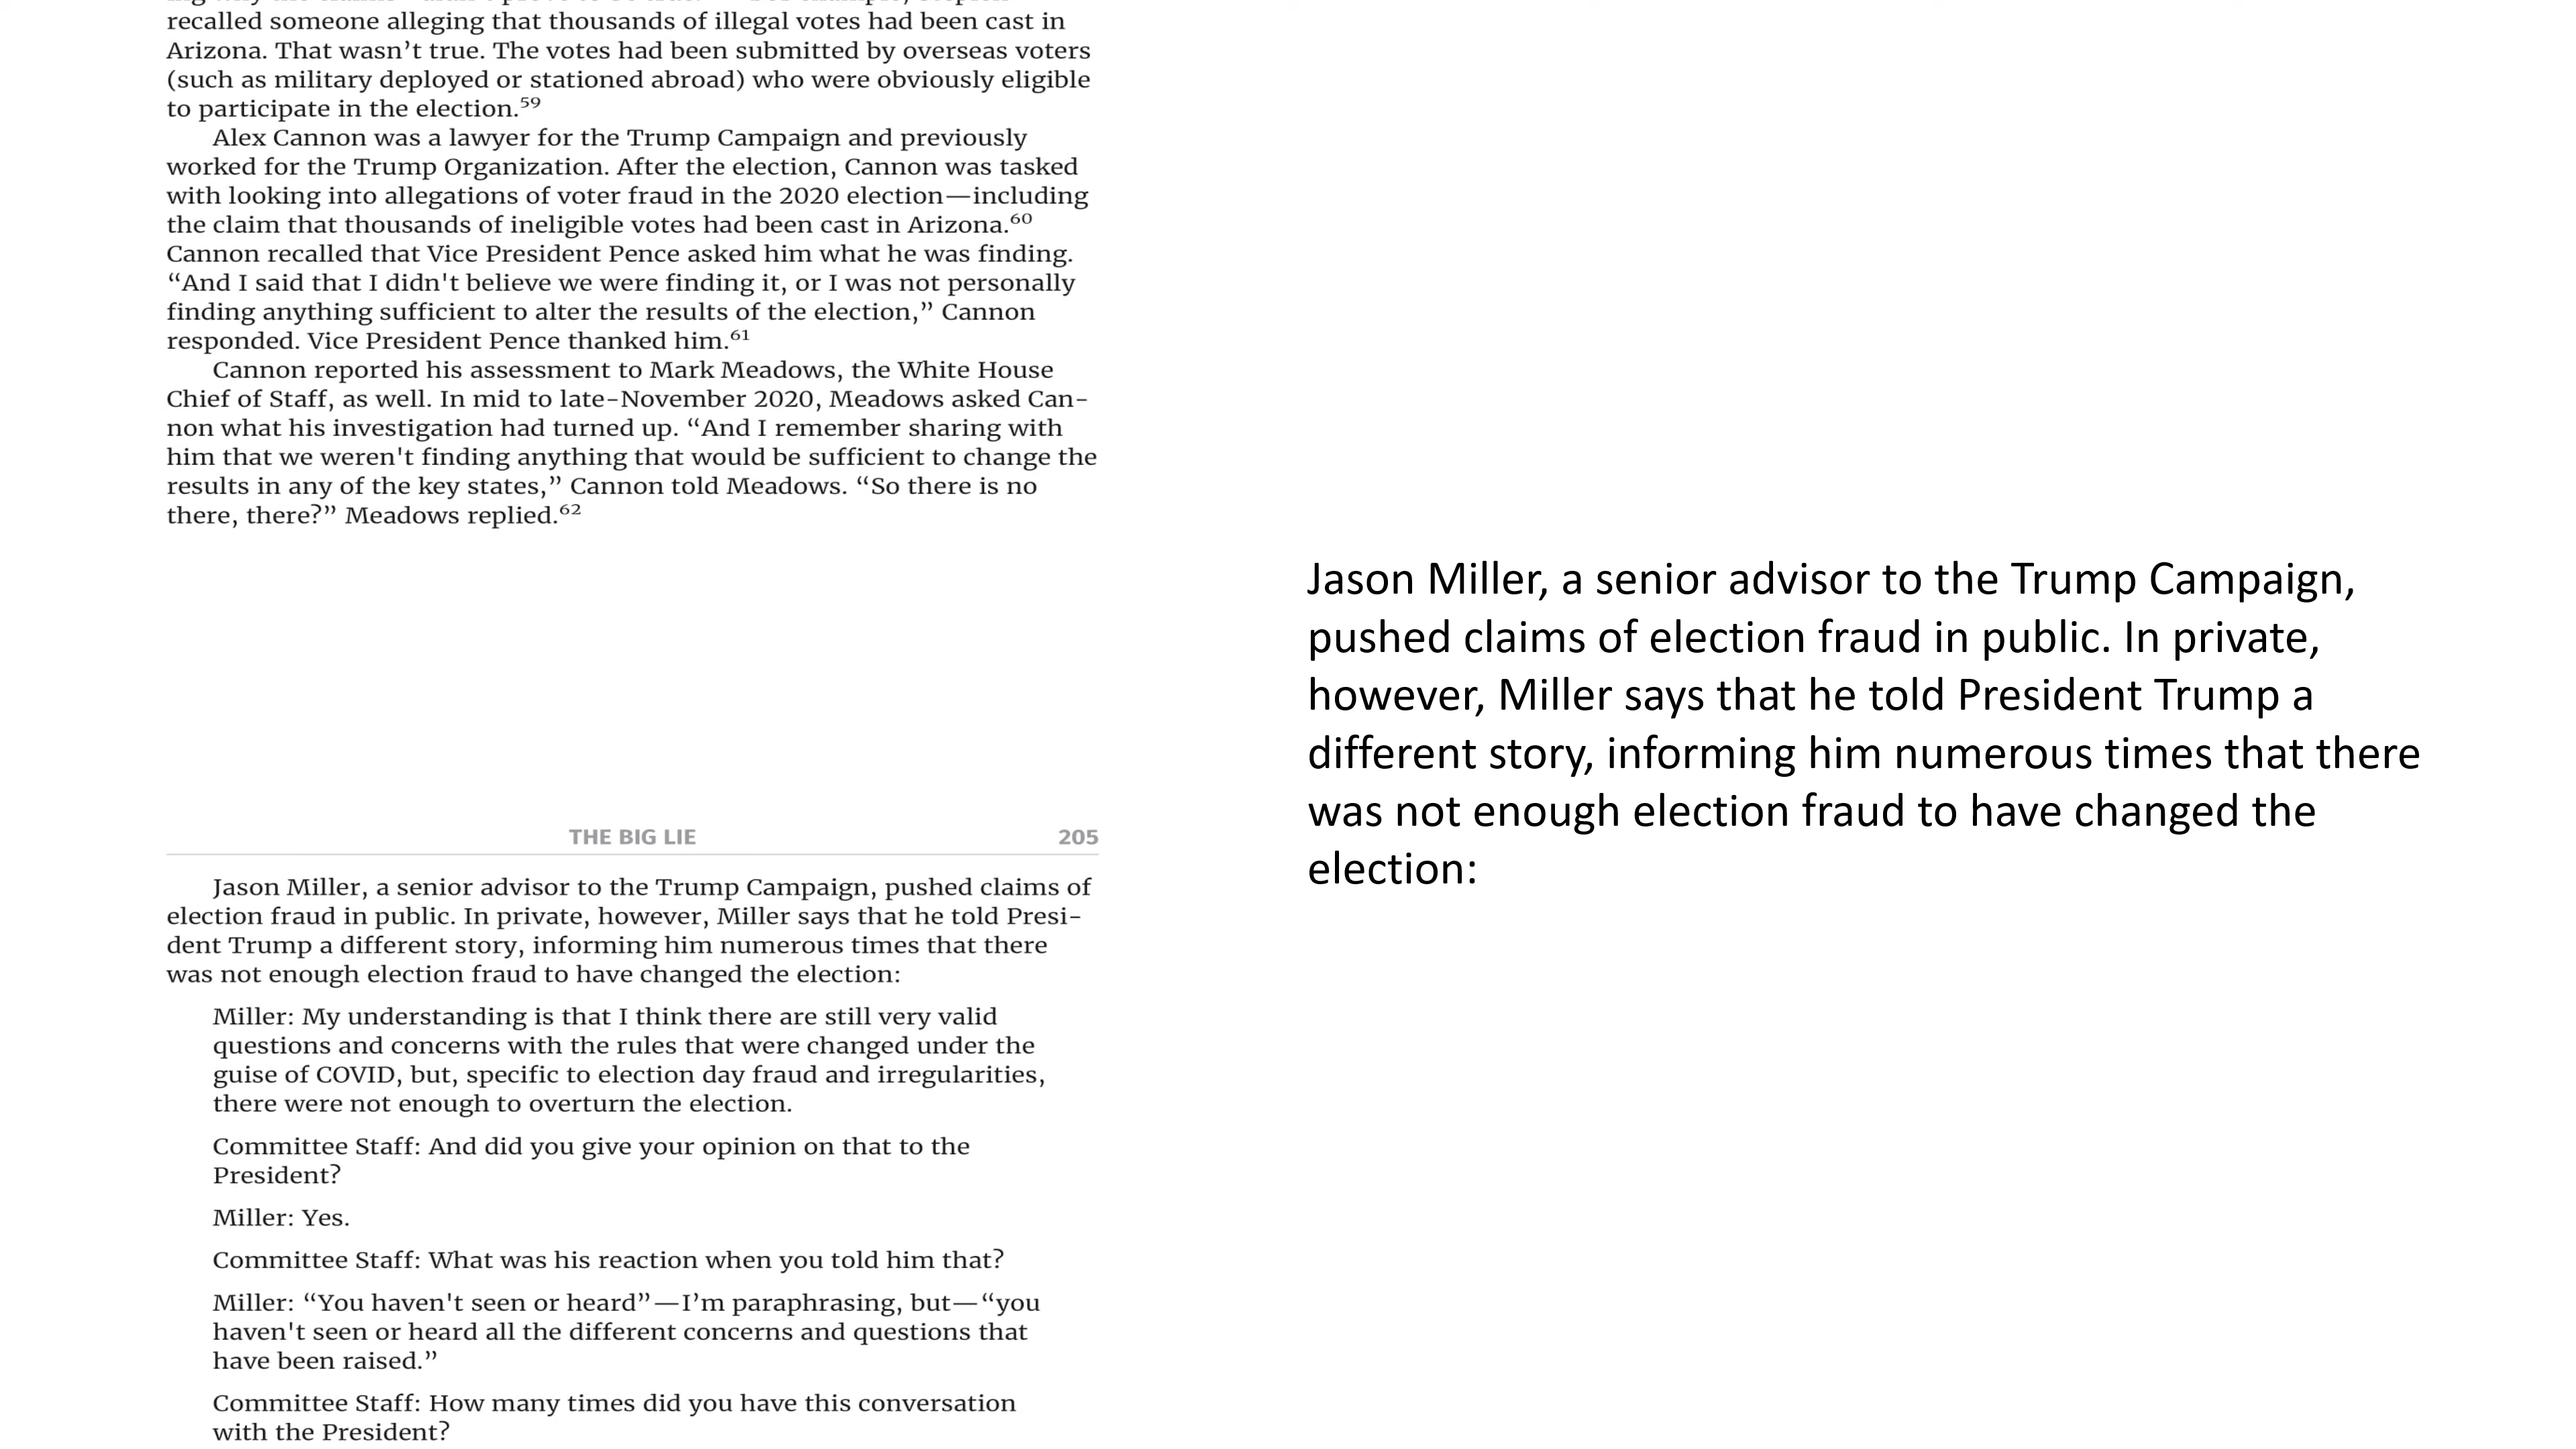 recalled someone alleging that thousands of illegal votes had been cast in
Arizona. That wasn’t true. The votes had been submitted by overseas voters
(such as military deployed or stationed abroad) who were obviously eligible
to participate in the election.⁵⁹
Alex Cannon was a lawyer for the Trump Campaign and previously
worked for the Trump Organization. After the election, Cannon was tasked
with looking into allegations of voter fraud in the 2020 election—including
the claim that thousands of ineligible votes had been cast in Arizona.⁶⁰
Cannon recalled that Vice President Pence asked him what he was finding.
“And I said that I didn't believe we were finding it, or I was not personally
finding anything sufficient to alter the results of the election,” Cannon
responded. Vice President Pence thanked him.⁶¹
Cannon reported his assessment to Mark Meadows, the White House
Chief of Staff, as well. In mid to late-November 2020, Meadows asked Can-
non what his investigation had turned up. “And I remember sharing with
him that we weren't finding anything that would be sufficient to change the
results in any of the key states,” Cannon told Meadows. “So there is no
there, there?” Meadows replied.⁶²
THE BIG LIE 205
Jason Miller, a senior advisor to the Trump Campaign, pushed claims of
election fraud in public. In private, however, Miller says that he told Presi-
dent Trump a different story, informing him numerous times that there
was not enough election fraud to have changed the election:
Miller: My understanding is that I think there are still very valid
questions and concerns with the rules that were changed under the
guise of COVID, but, specific to election day fraud and irregularities,
there were not enough to overturn the election.
Committee Staff: And did you give your opinion on that to the
President?
Miller: Yes.
Committee Staff: What was his reaction when you told him that?
Miller: “You haven't seen or heard”—I’m paraphrasing, but—“you
haven't seen or heard all the different concerns and questions that
have been raised.”
Committee Staff: How many times did you have this conversation
with the President?
Jason Miller, a senior advisor to the Trump Campaign,
pushed claims of election fraud in public. In private,
however, Miller says that he told President Trump a
different story, informing him numerous times that there
was not enough election fraud to have changed the
election: